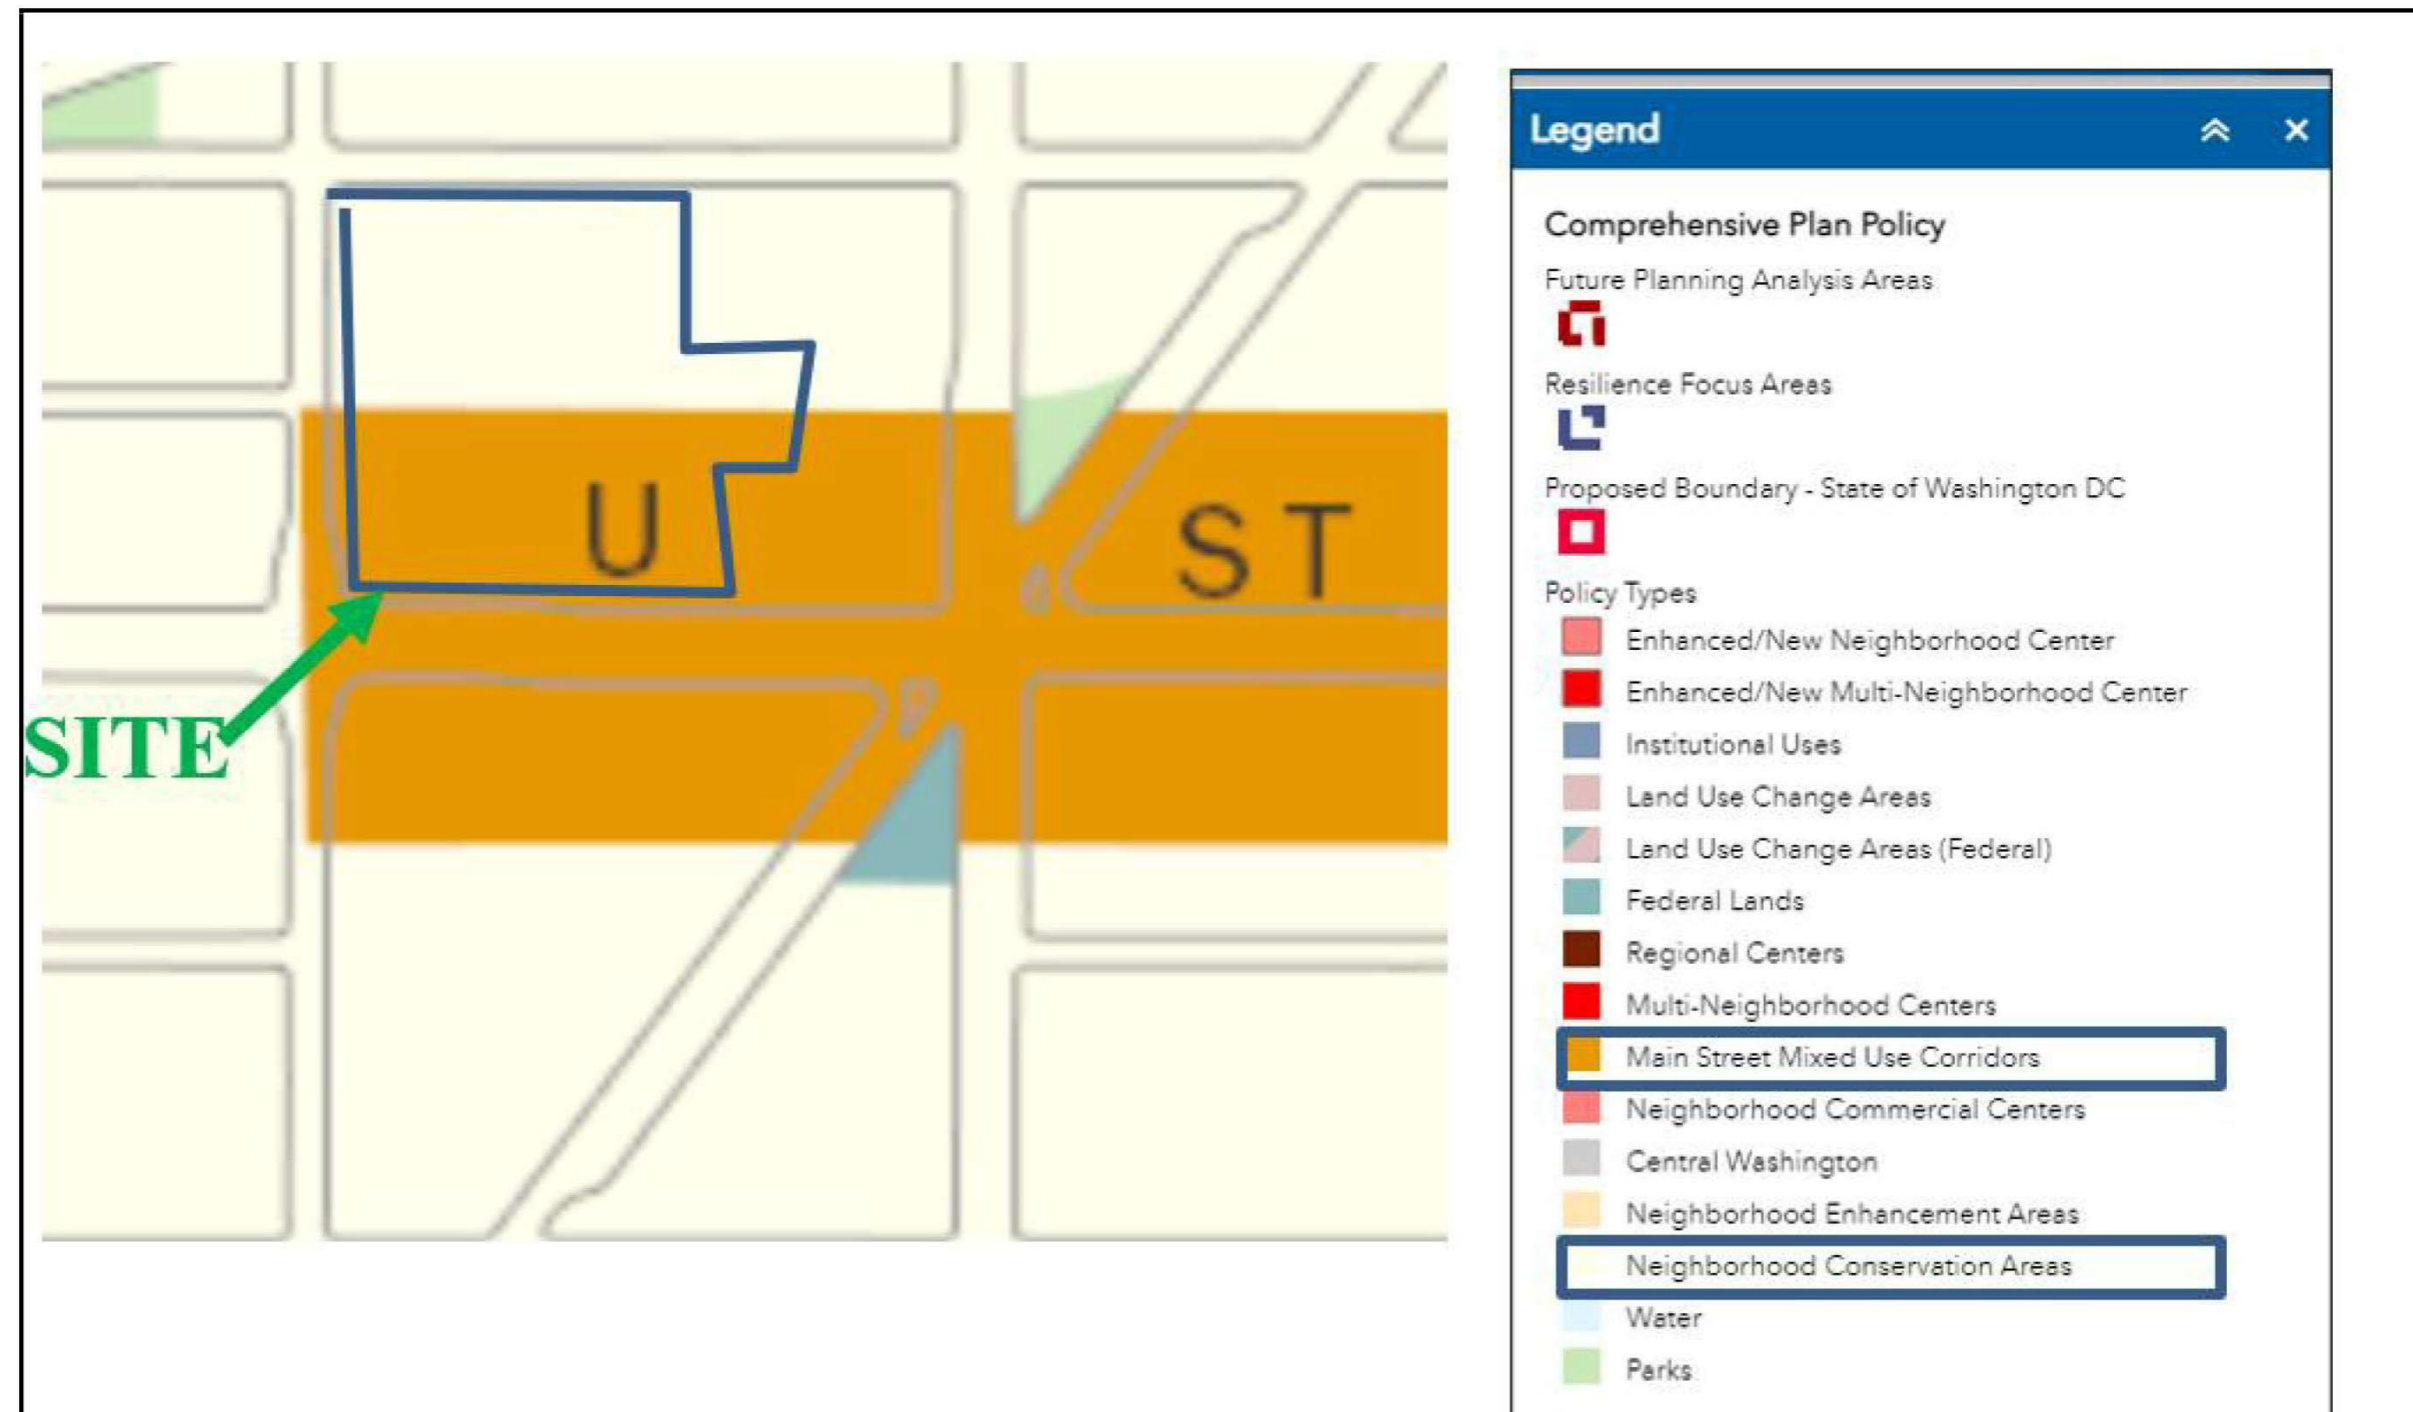 U ST
SITE
Legend
Comprehensive Plan Policy
Future Planning Analysis Areas
Resilience Focus Areas
Proposed Boundary - State of Washington DC
Policy Types
Enhanced/New Neighborhood Center
Enhanced/New Multi-Neighborhood Center
Institutional Uses
Land Use Change Areas
Land Use Change Areas (Federal)
Federal Lands
Regional Centers
Multi-Neighborhood Centers
Main Street Mixed Use Corridors
Neighborhood Commercial Centers
Central Washington
Neighborhood Enhancement Areas
Neighborhood Conservation Areas
Water
Parks